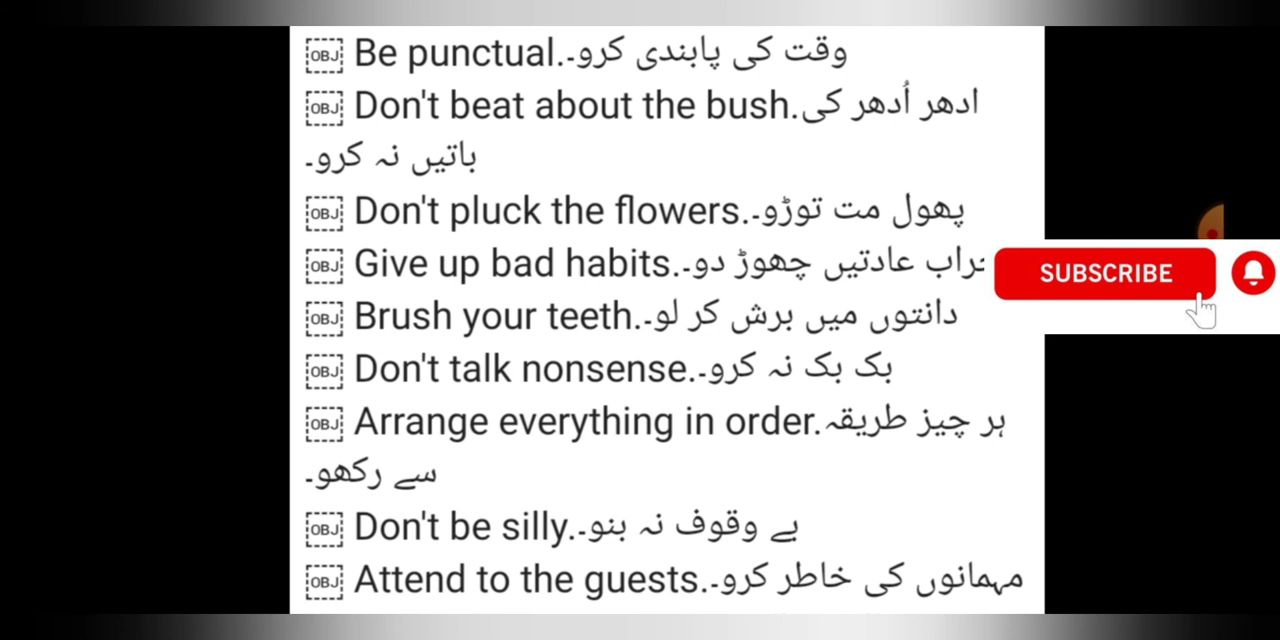 Be punctual.وقت کی پابندی کرو۔
Don't beat about the bush.ادھر اُدھر کی
باتیں نہ کرو۔
Don't pluck the flowers.پھول مت توڑو۔
Give up bad habits.عادتیں چھوڑ دو۔
SUBSCRIBE
Brush your teeth.دانتوں میں برش کر لو۔
Don't talk nonsense.بک بک نہ کرو۔
Arrange everything in order.ہر چیز طریقہ
سے رکھو۔
Don't be silly.بے وقوف نہ بنو۔
Attend to the guests.مہمانوں کی خاطر کرو۔